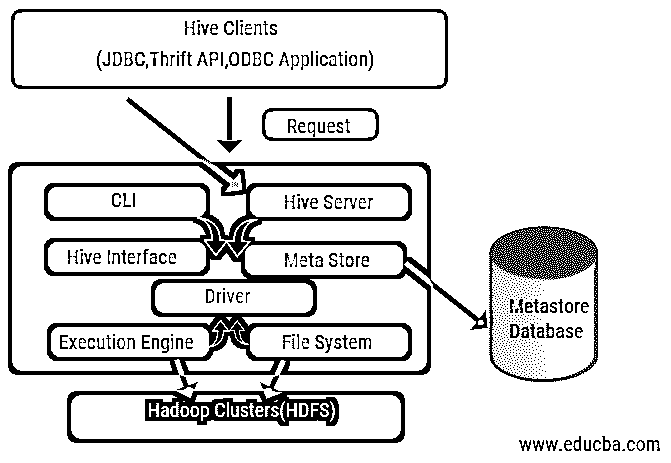 Hive Clients
(JDBC,Thrift API,ODBC Application)
Request
CLI
Hive Server
Hive Interface
Meta Store
Driver
Execution Engine
File System
Metastore
Database
Hadoop Clusters(HDFS)
www.educba.com